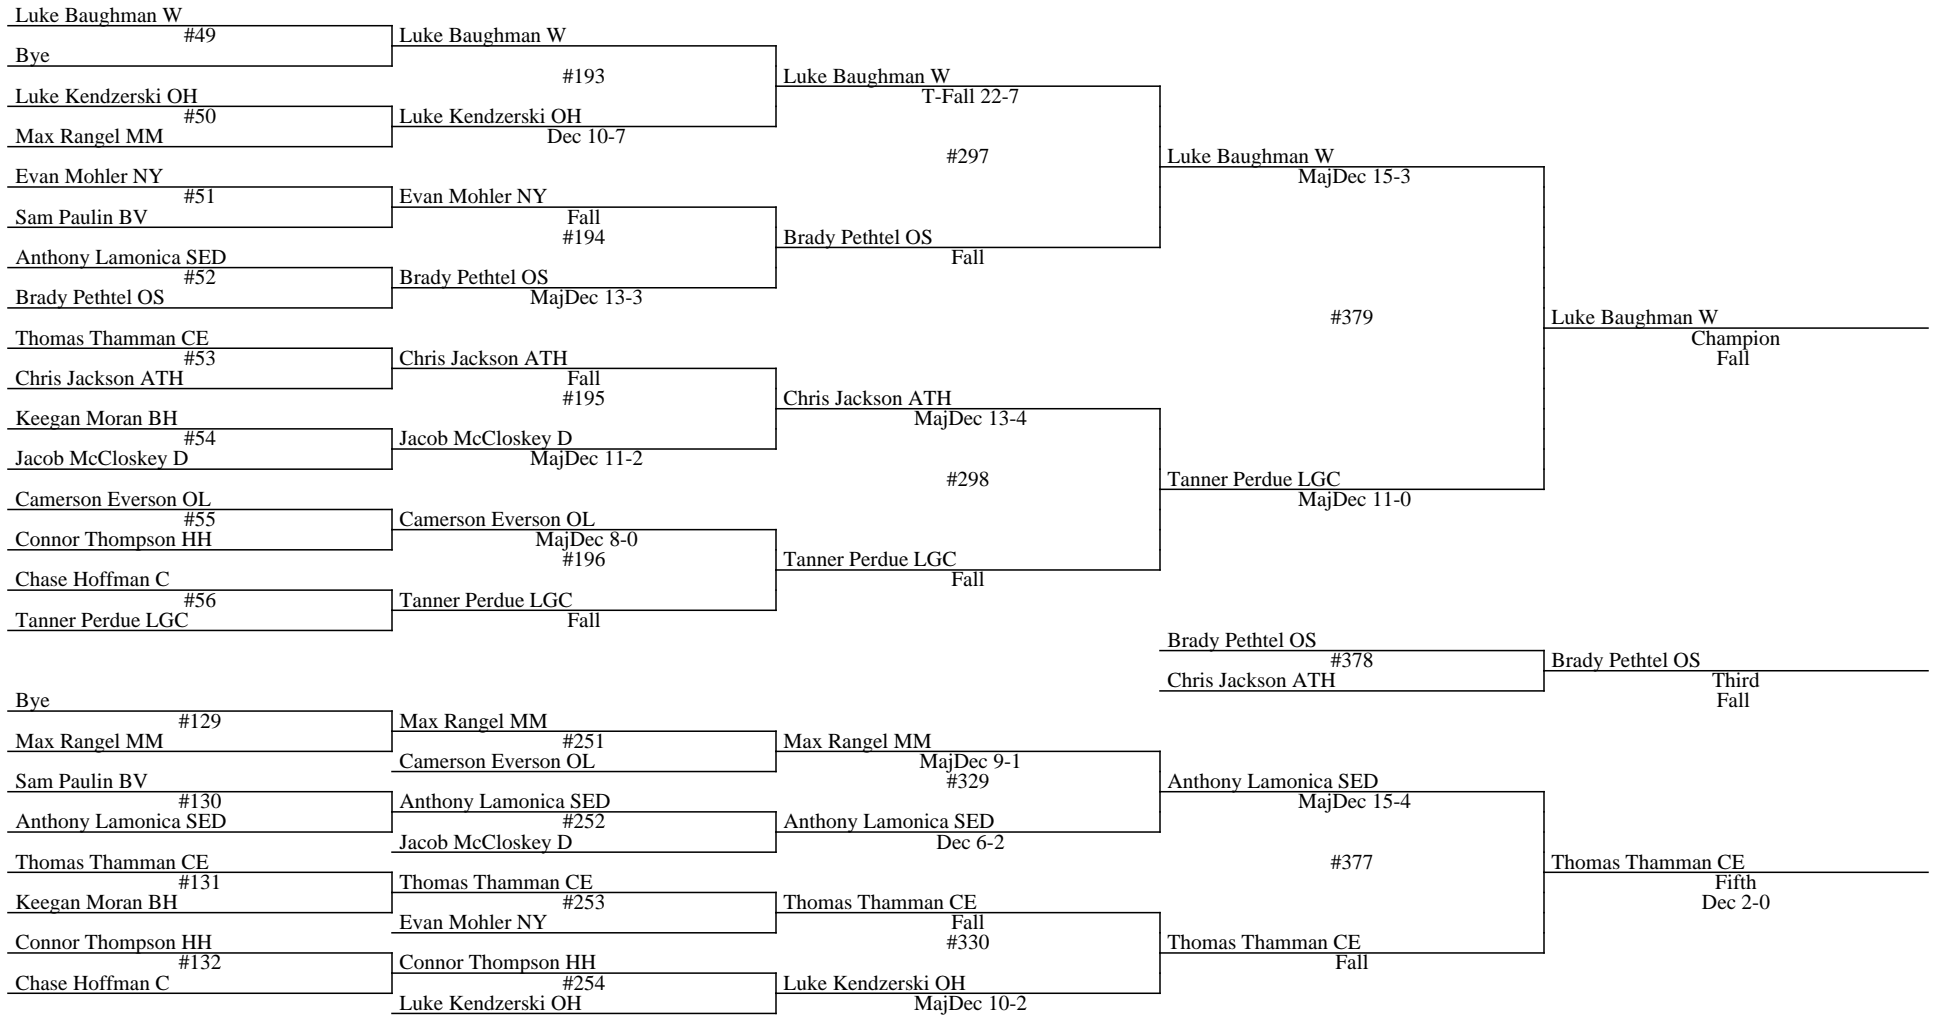 Luke Baughman W
#49
Bye
Luke Kendzerski OH
#50
Max Rangel MM
Evan Mohler NY
#51
Sam Paulin BV
Anthony Lamonica SED
#52
Brady Pethtel OS
Thomas Thamman CE
#53
Chris Jackson ATH
Keegan Moran BH
#54
Jacob McCloskey D
Camerson Everson OL
#55
Connor Thompson HH
Chase Hoffman C
#56
Tanner Perdue LGC
Luke Baughman W
#193
Luke Kendzerski OH
Dec 10-7
Evan Mohler NY
Fall
#194
Brady Pethtel OS
MajDec 13-3
Chris Jackson ATH
Fall
#195
Jacob McCloskey D
MajDec 11-2
Camerson Everson OL
MajDec 8-0
#196
Tanner Perdue LGC
Fall
Luke Baughman W
T-Fall 22-7
#297
Brady Pethtel OS
Fall
Chris Jackson ATH
MajDec 13-4
#298
Tanner Perdue LGC
Fall
Luke Baughman W
MajDec 15-3
#379
Tanner Perdue LGC
MajDec 11-0
Luke Baughman W
Champion
Fall
Brady Pethtel OS
#378
Chris Jackson ATH
Brady Pethtel OS
Third
Fall
Bye
#129
Max Rangel MM
Sam Paulin BV
#130
Anthony Lamonica SED
Thomas Thamman CE
#131
Keegan Moran BH
Connor Thompson HH
#132
Chase Hoffman C
Max Rangel MM
#251
Camerson Everson OL
Anthony Lamonica SED
#252
Jacob McCloskey D
Thomas Thamman CE
#253
Evan Mohler NY
Connor Thompson HH
#254
Luke Kendzerski OH
Max Rangel MM
MajDec 9-1
#329
Anthony Lamonica SED
Dec 6-2
Thomas Thamman CE
Fall
#330
Luke Kendzerski OH
MajDec 10-2
Anthony Lamonica SED
MajDec 15-4
#377
Thomas Thamman CE
Fall
Thomas Thamman CE
Fifth
Dec 2-0